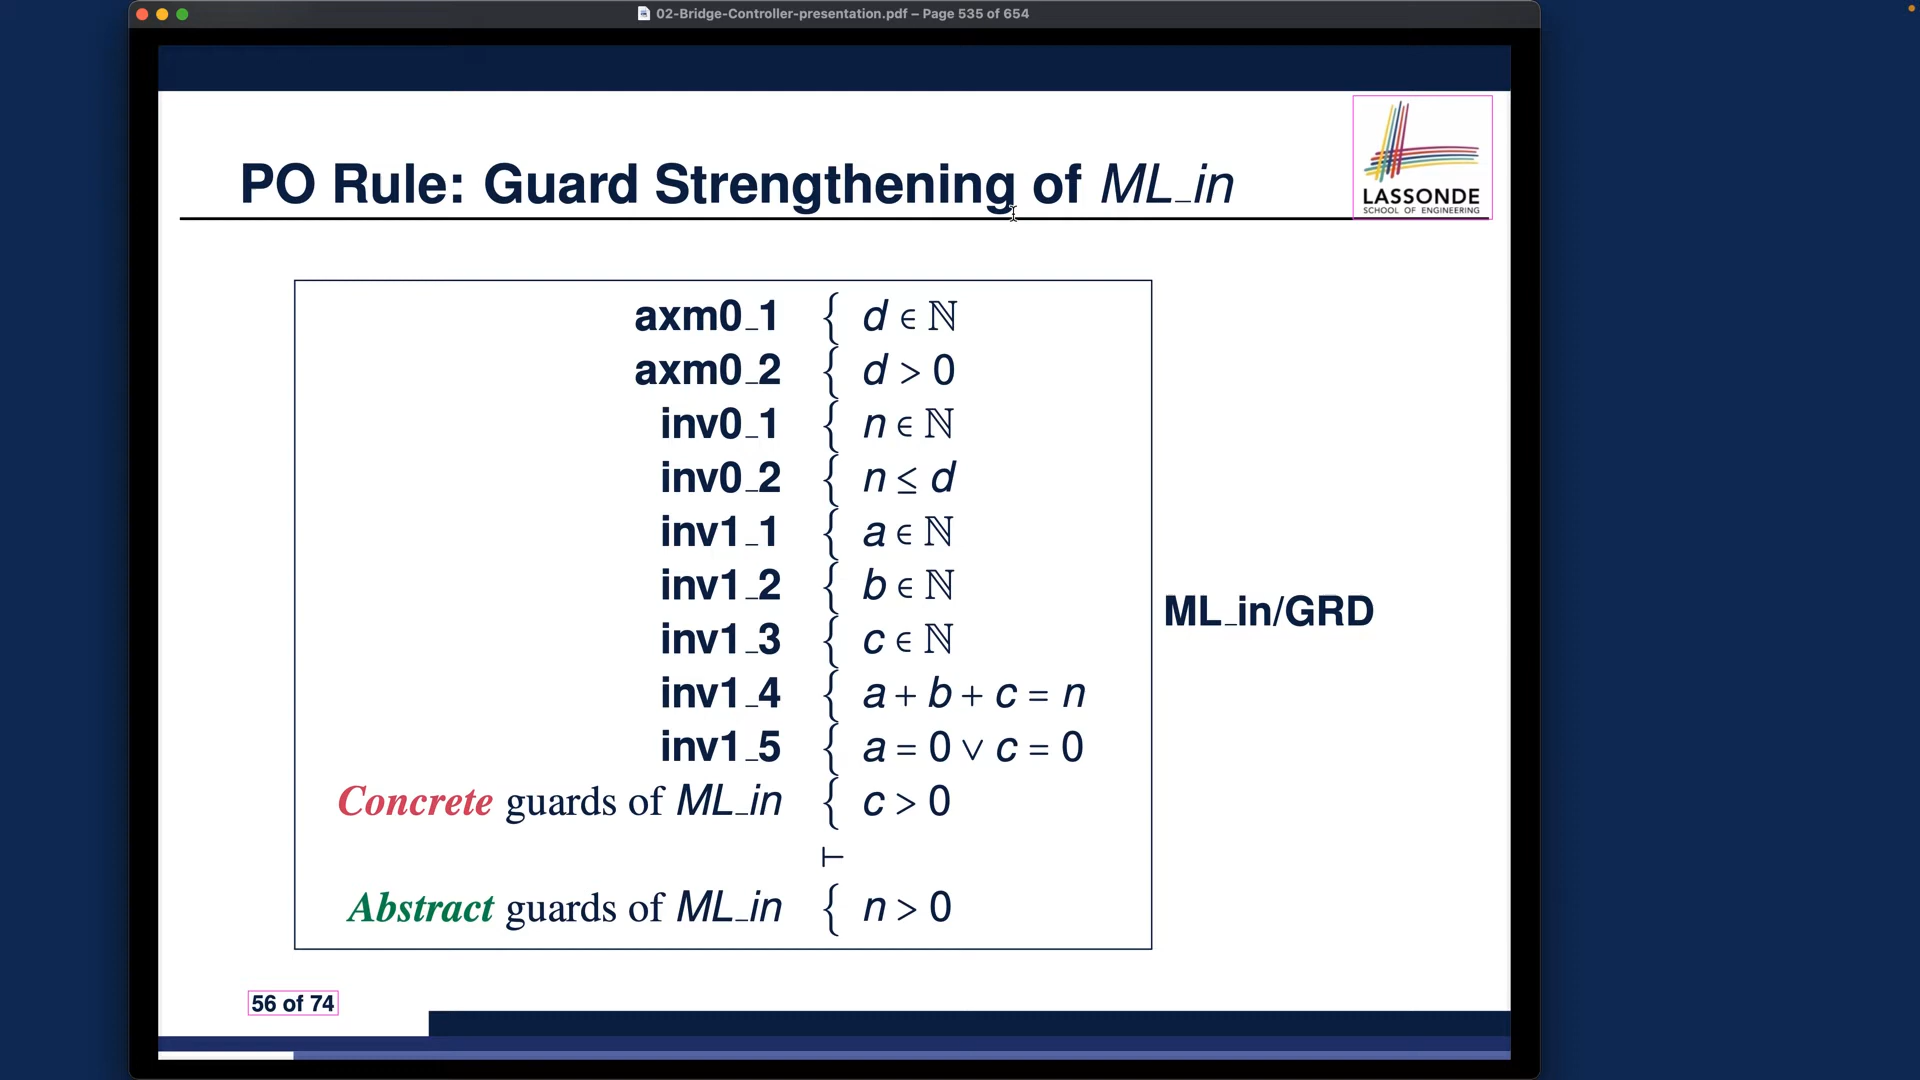 02-Bridge-Controller-presentation.pdf – Page 535 of 654
PO Rule: Guard Strengthening of ML_in
LASSONDE
SCHOOL OF ENGINEERING
axm0_1 { d ∈ ℕ
axm0_2 { d > 0
inv0_1 { n ∈ ℕ
inv0_2 { n ≤ d
inv1_1 { a ∈ ℕ
inv1_2 { b ∈ ℕ
inv1_3 { c ∈ ℕ
inv1_4 { a + b + c = n
inv1_5 { a = 0 ∨ c = 0
Concrete guards of ML_in { c > 0
⊢
Abstract guards of ML_in { n > 0
ML_in/GRD
56 of 74